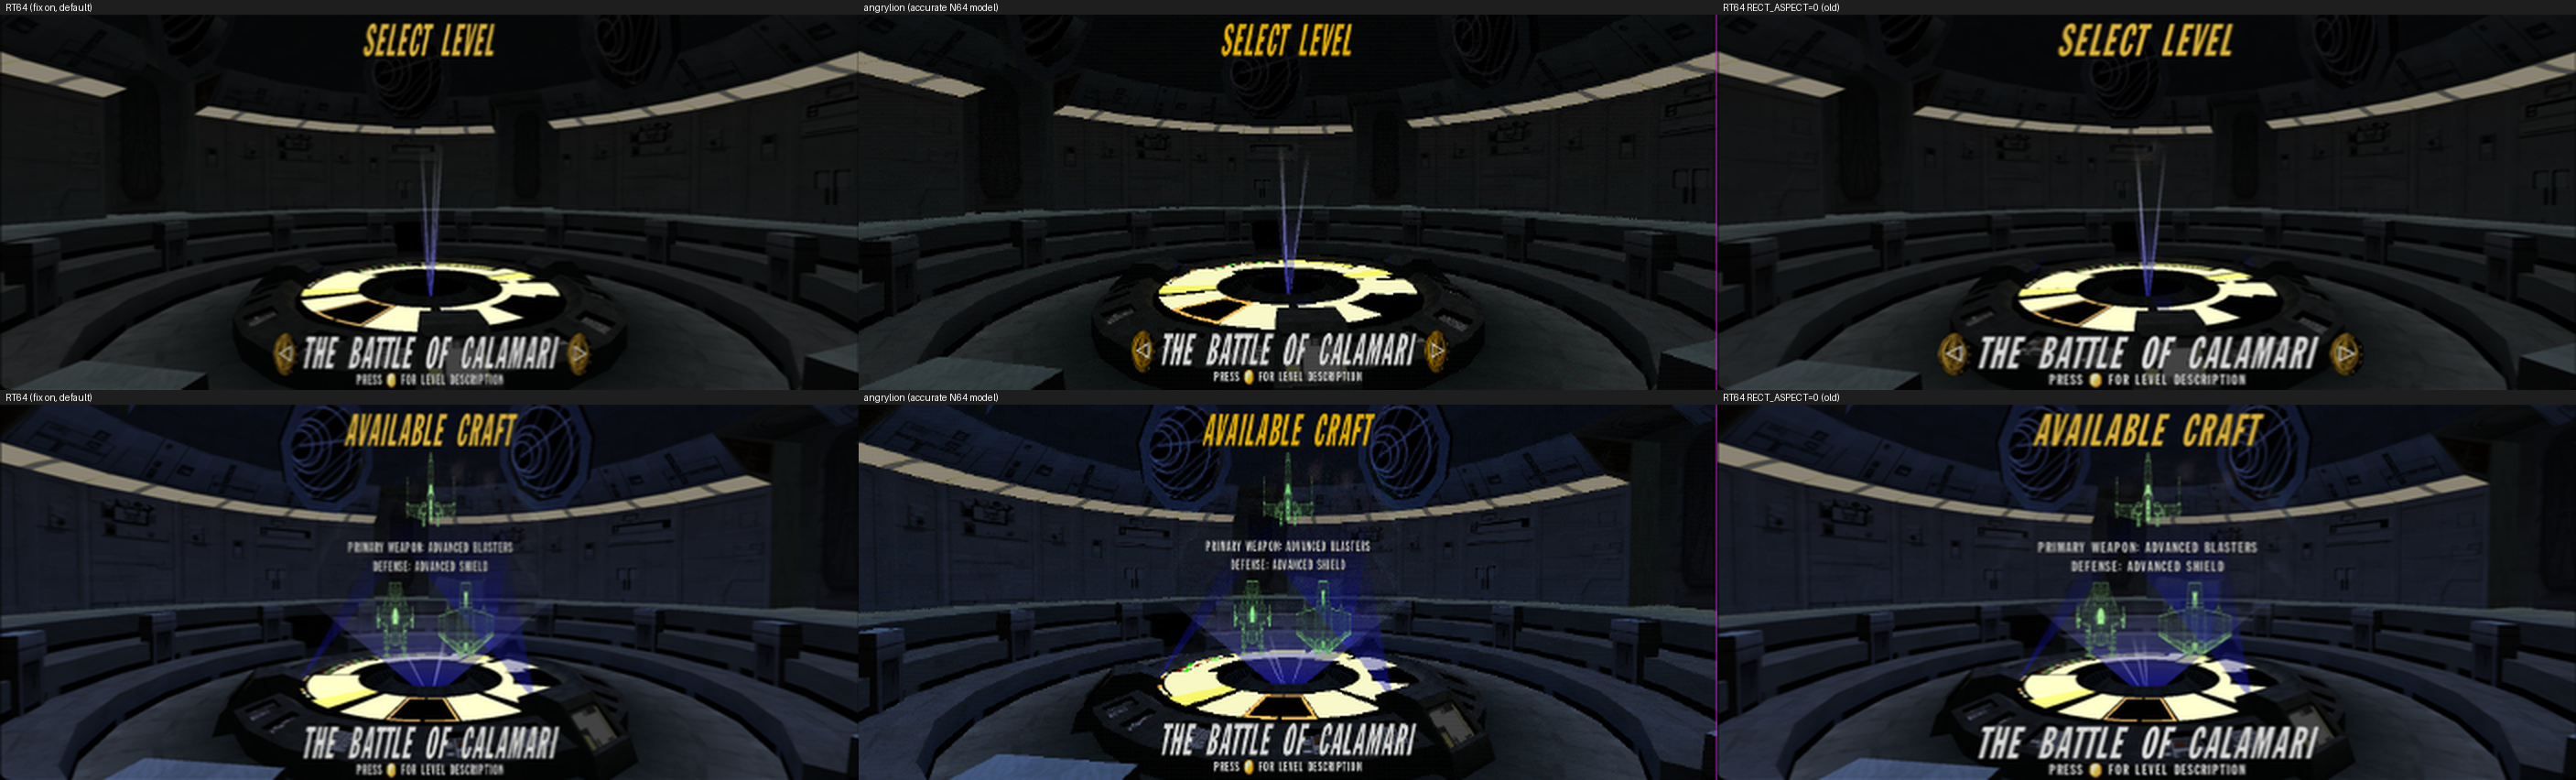 RT64 (fix on, default)
SELECT LEVEL
THE BATTLE OF CALAMARI
PRESS FOR LEVEL DESCRIPTION
angrylion (accurate N64 model)
SELECT LEVEL
THE BATTLE OF CALAMARI
PRESS FOR LEVEL DESCRIPTION
RT64 RECT_ASPECT=0 (old)
SELECT LEVEL
THE BATTLE OF CALAMARI
PRESS FOR LEVEL DESCRIPTION
RT64 (fix on, default)
AVAILABLE CRAFT
PRIMARY WEAPON: ADVANCED BLASTERS
DEFENSE: ADVANCED SHIELD
THE BATTLE OF CALAMARI
PRESS FOR LEVEL DESCRIPTION
angrylion (accurate N64 model)
AVAILABLE CRAFT
PRIMARY WEAPON: ADVANCED BLASTERS
DEFENSE: ADVANCED SHIELD
THE BATTLE OF CALAMARI
PRESS FOR LEVEL DESCRIPTION
RT64 RECT_ASPECT=0 (old)
AVAILABLE CRAFT
PRIMARY WEAPON: ADVANCED BLASTERS
DEFENSE: ADVANCED SHIELD
THE BATTLE OF CALAMARI
PRESS FOR LEVEL DESCRIPTION